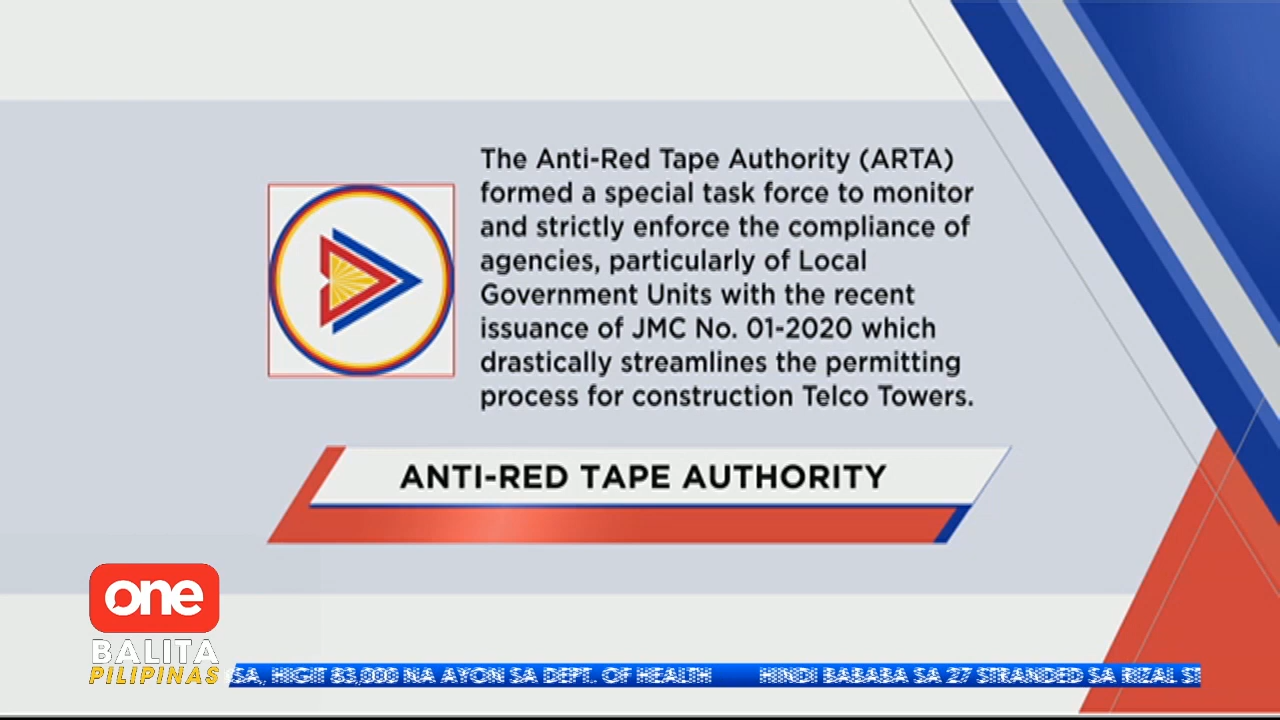 The Anti-Red Tape Authority (ARTA)
formed a special task force to monitor
and strictly enforce the compliance of
agencies, particularly of Local
Government Units with the recent
issuance of JMC No. 01-2020 which
drastically streamlines the permitting
process for construction Telco Towers.
ANTI-RED TAPE AUTHORITY
one
BALITA
PILIPINAS
SA, HIGIT 83,000 NA AYON SA DEPT. OF HEALTH HINDI BABABA SA 27 STRANDED SA RIZAL